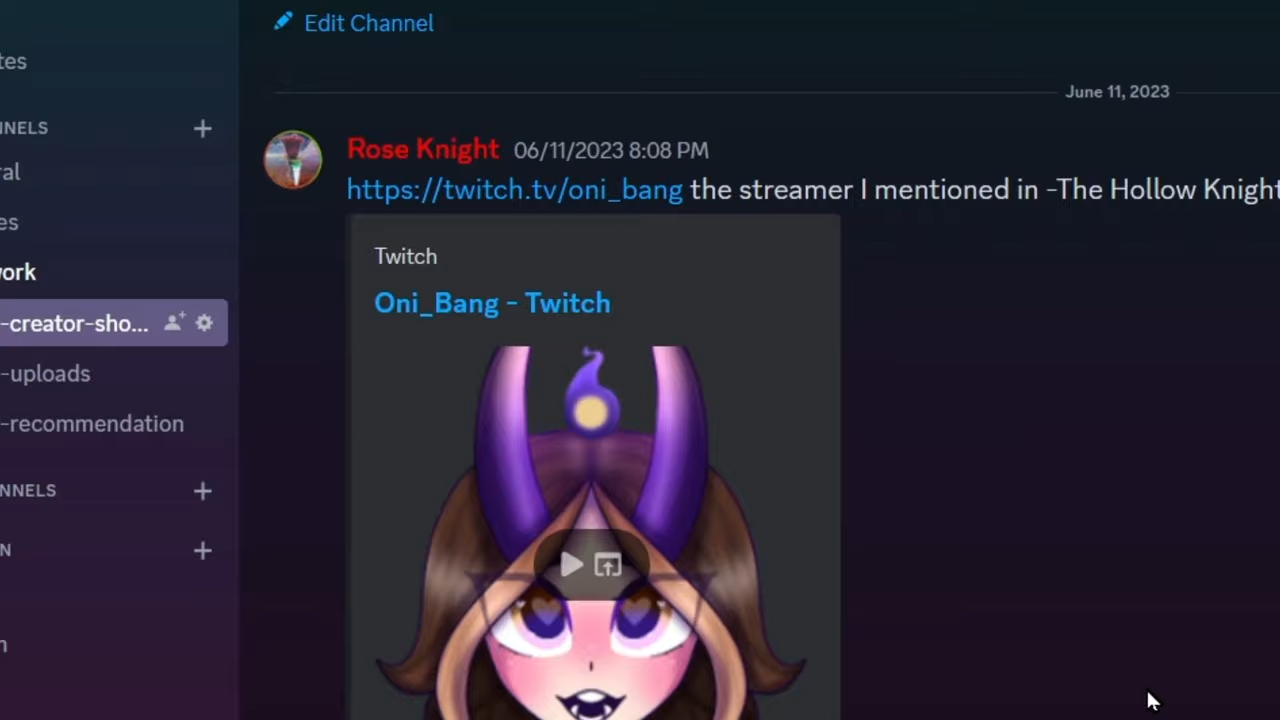 Edit Channel
tes
June 11, 2023
NNELS
Rose Knight 06/11/2023 8:08 PM
ral
https://twitch.tv/oni_bang the streamer I mentioned in -The Hollow Knight
es
Twitch
work
Oni_Bang - Twitch
-creator-sho...
-uploads
-recommendation
NNELS
N
n